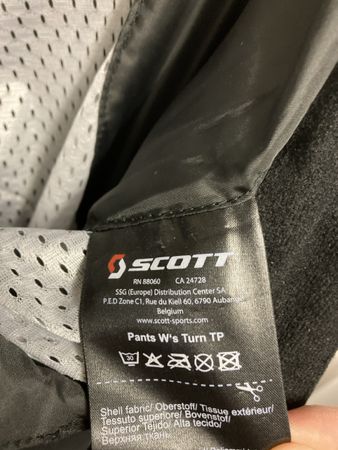 SCOTT
RN 88060 CA 24728
SSG (Europe) Distribution Center SA
P.E.D Zone C1, Rue du Kiell 60, 6790 Aubange
Belgium
www.scott-sports.com
Pants W's Turn TP
30
Shell fabric/ Oberstoff/ Tissue extérieur/
Tessuto superiore/ Bovenstof/
Superior Tejido/ Alto tecido/
Верхняя ткань/